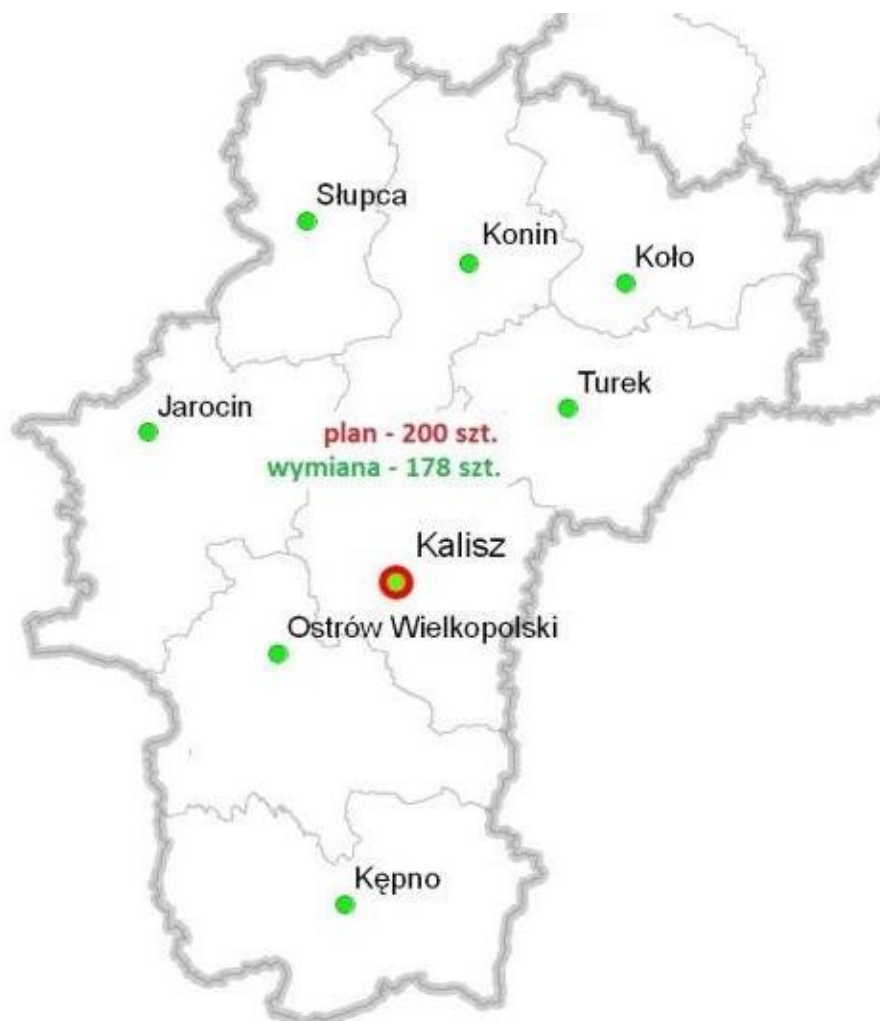 Słupca
Konin
Koło
Turek
Jarocin
plan - 200 szt.
wymiana - 178 szt.
Kalisz
Ostrów Wielkopolski
Kępno